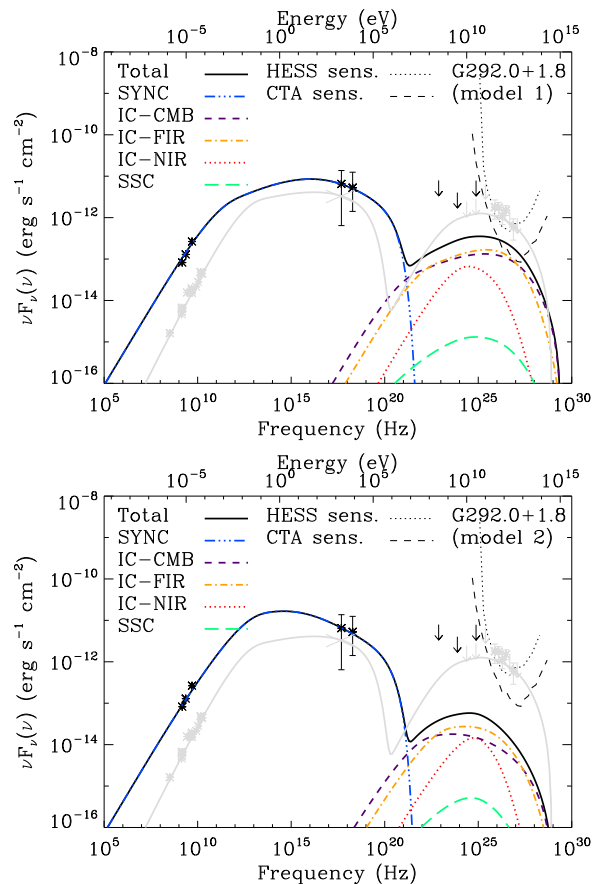 Energy (eV)
10^-5 10^0 10^5 10^10 10^15
10^-8
Total HESS sens. G292.0+1.8
SYNC CTA sens. (model 1)
IC-CMB
IC-FIR
IC-NIR
SSC
10^-10
10^-12
10^-14
10^-16
νF_ν(ν) (erg s^-1 cm^-2)
10^5 10^10 10^15 10^20 10^25 10^30
Frequency (Hz)
Energy (eV)
10^-5 10^0 10^5 10^10 10^15
10^-8
Total HESS sens. G292.0+1.8
SYNC CTA sens. (model 2)
IC-CMB
IC-FIR
IC-NIR
SSC
10^-10
10^-12
10^-14
10^-16
νF_ν(ν) (erg s^-1 cm^-2)
10^5 10^10 10^15 10^20 10^25 10^30
Frequency (Hz)